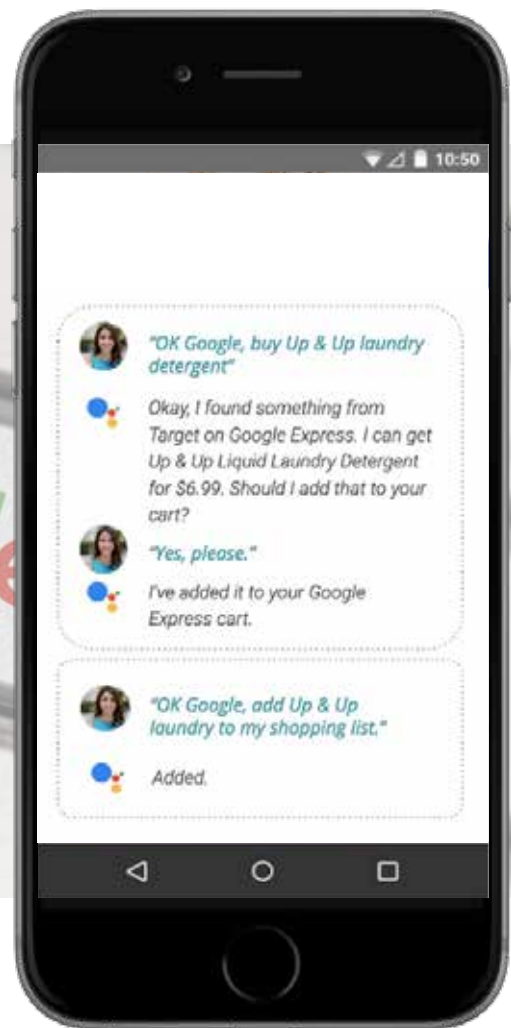 10:50
"OK Google, buy Up & Up laundry
detergent"
Okay, I found something from
Target on Google Express. I can get
Up & Up Liquid Laundry Detergent
for $6.99. Should I add that to your
cart?
"Yes, please."
I've added it to your Google
Express cart.
"OK Google, add Up & Up
laundry to my shopping list."
Added.